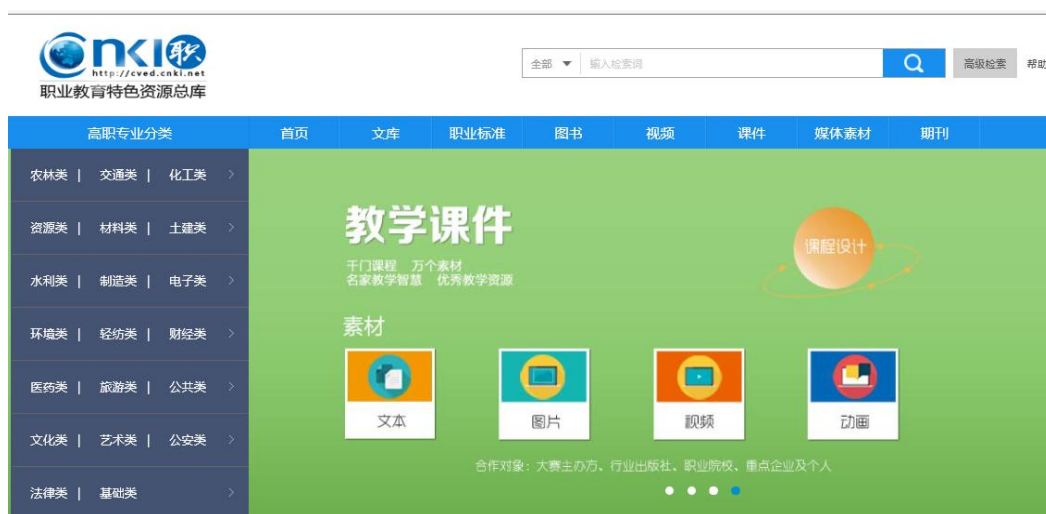 cnki职
http://cved.cnki.net
职业教育特色资源总库
全部 输入检索词 高级检索 帮助
高职专业分类 首页 文库 职业标准 图书 视频 课件 媒体素材 期刊
农林类 | 交通类 | 化工类
资源类 | 材料类 | 土建类
水利类 | 制造类 | 电子类
环境类 | 轻纺类 | 财经类
医药类 | 旅游类 | 公共类
文化类 | 艺术类 | 公安类
法律类 | 基础类
教学课件
千门课程 万个素材
名家教学智慧 优秀教学资源
课程设计
素材
文本 图片 视频 动画
合作对象：大赛主办方、行业出版社、职业院校、重点企业及个人